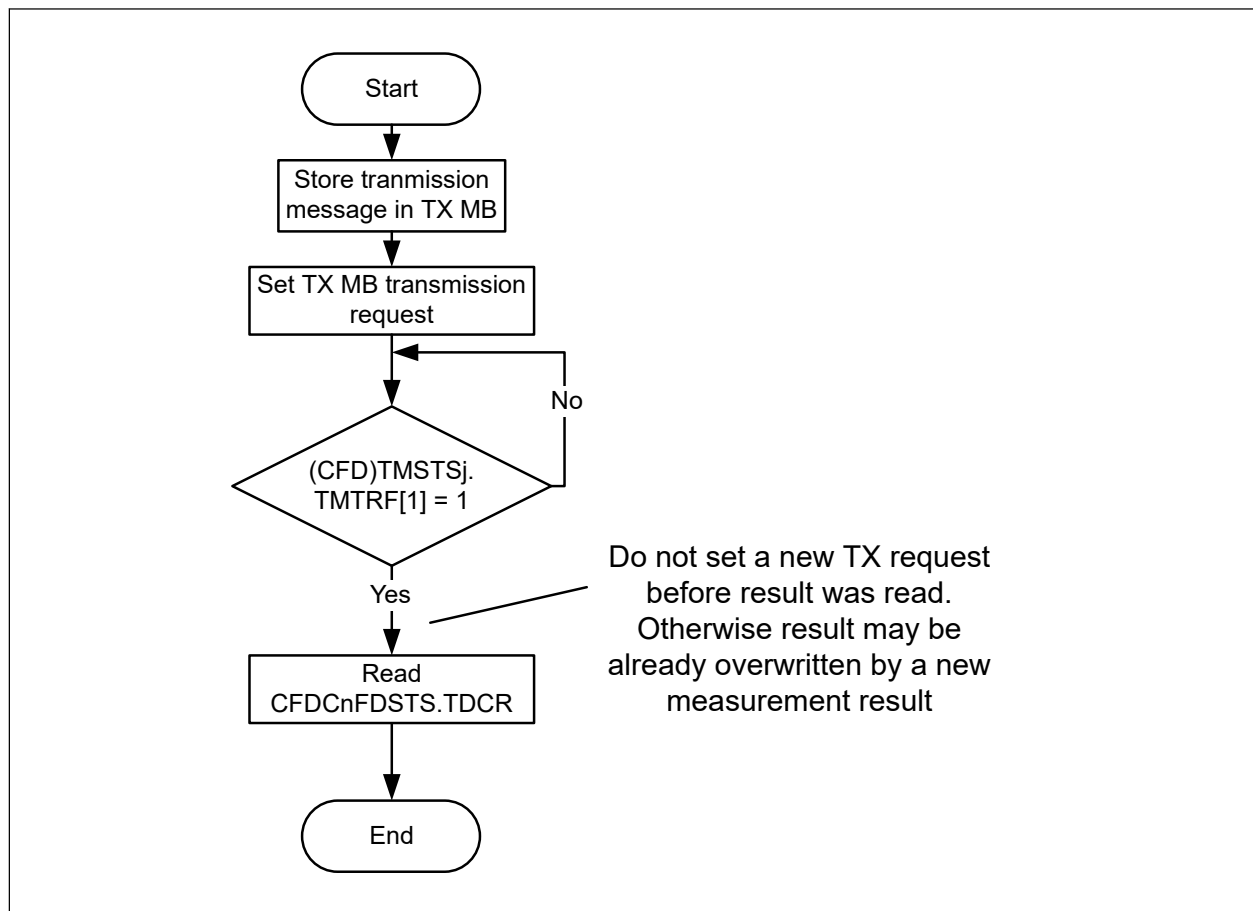 Start
Store tranmission
message in TX MB
Set TX MB transmission
request
No
(CFD)TMSTSj.
TMTRF[1] = 1
Yes
Do not set a new TX request
before result was read.
Otherwise result may be
already overwritten by a new
measurement result
Read
CFDCnFDSTS.TDCR
End